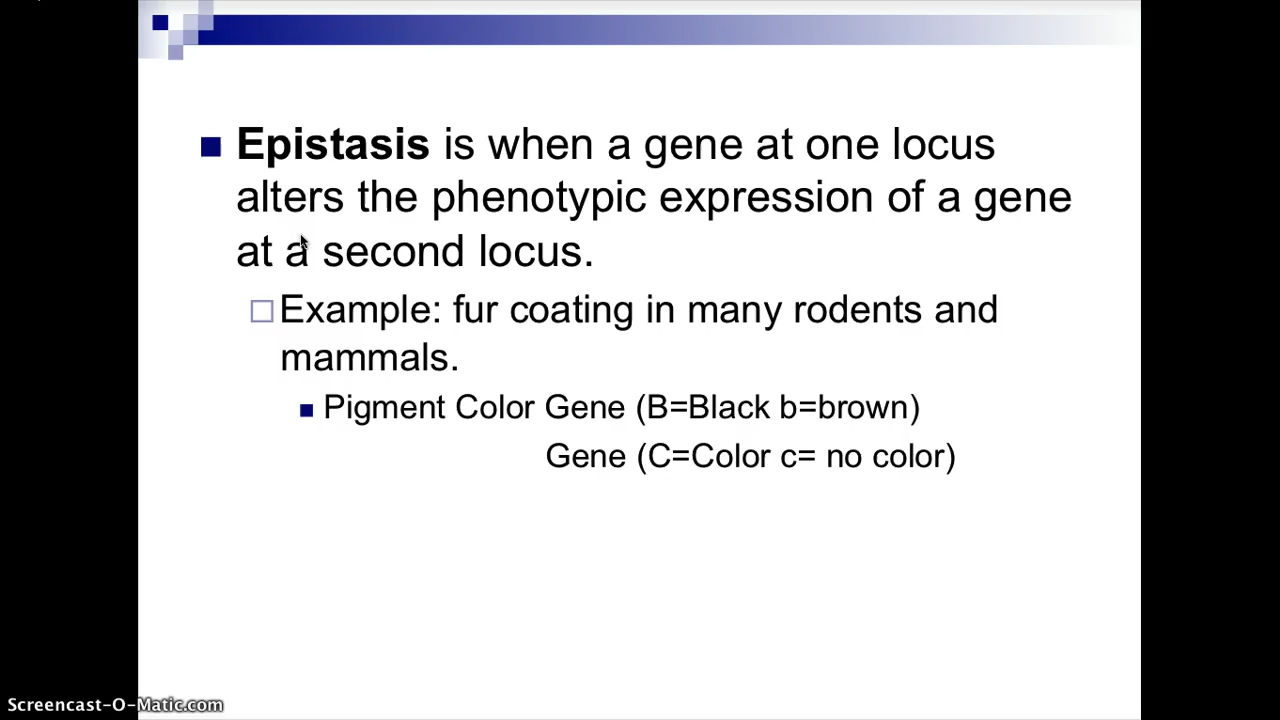 Epistasis is when a gene at one locus
alters the phenotypic expression of a gene
at a second locus.
Example: fur coating in many rodents and
mammals.
Pigment Color Gene (B=Black b=brown)
Gene (C=Color c= no color)
Screencast-O-Matic.com